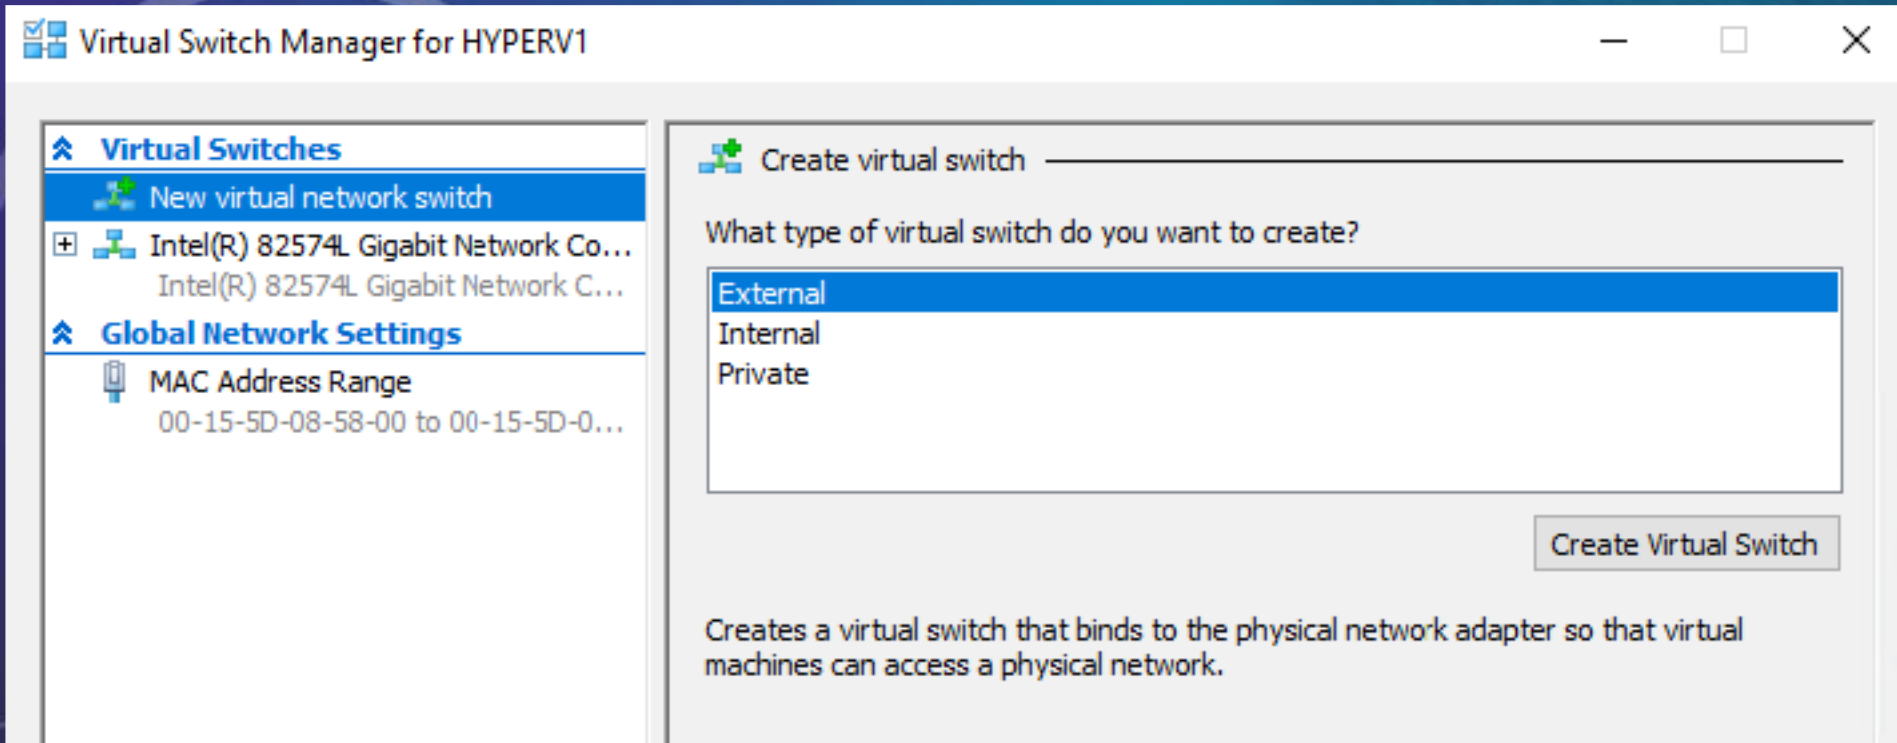 Virtual Switch Manager for HYPERV1
Virtual Switches
New virtual network switch
Intel(R) 82574L Gigabit Network Co...
Intel(R) 82574L Gigabit Network C...
Global Network Settings
MAC Address Range
00-15-5D-08-58-00 to 00-15-5D-0...
Create virtual switch
What type of virtual switch do you want to create?
External
Internal
Private
Create Virtual Switch
Creates a virtual switch that binds to the physical network adapter so that virtual
machines can access a physical network.